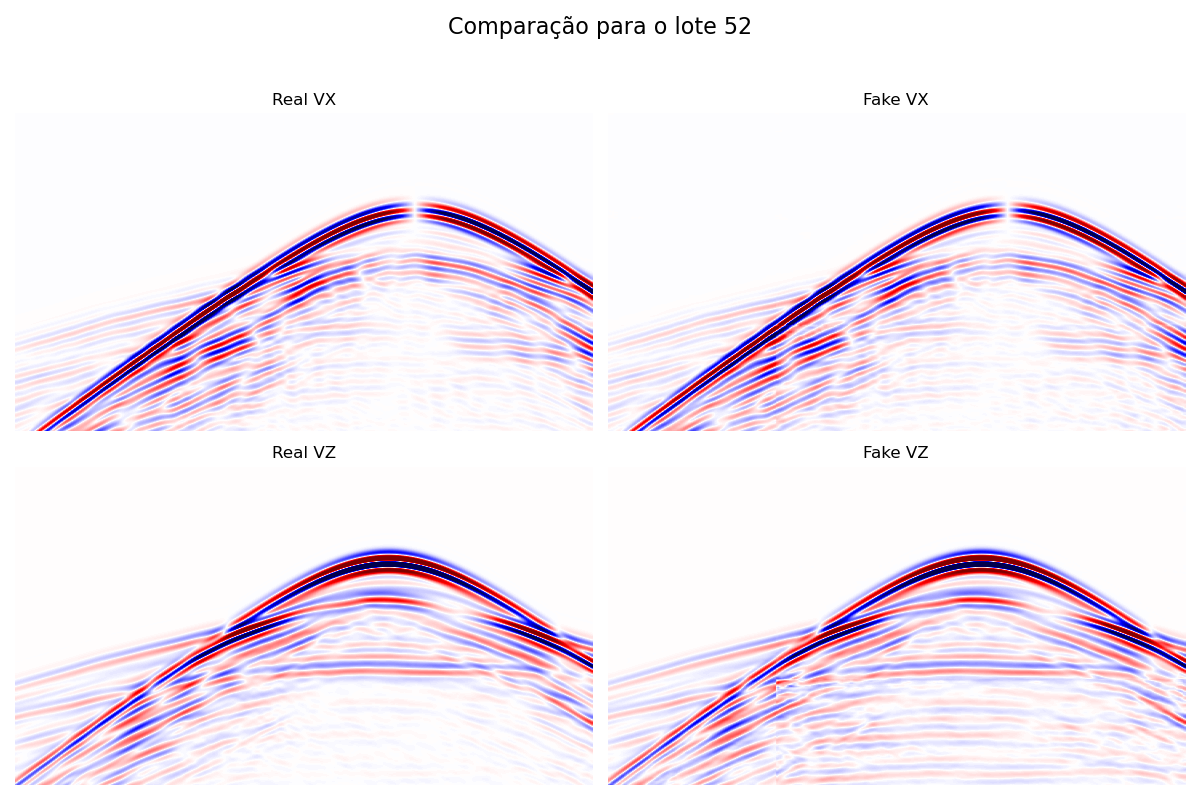 Comparação para o lote 52
Real VX
Fake VX
Real VZ
Fake VZ